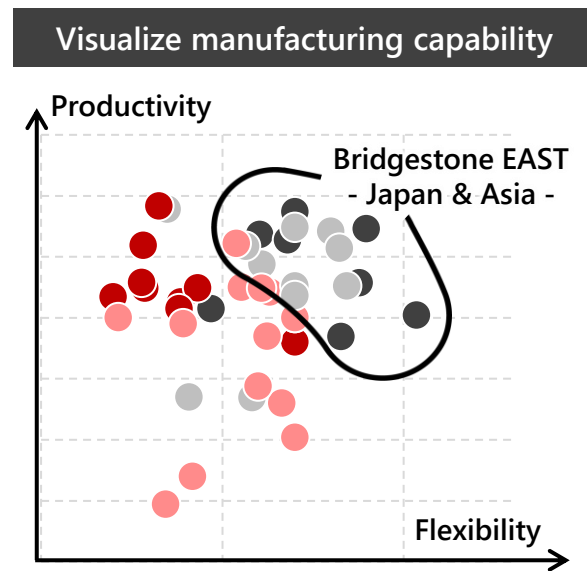 Visualize manufacturing capability
Productivity
Bridgestone EAST
- Japan & Asia -
Flexibility